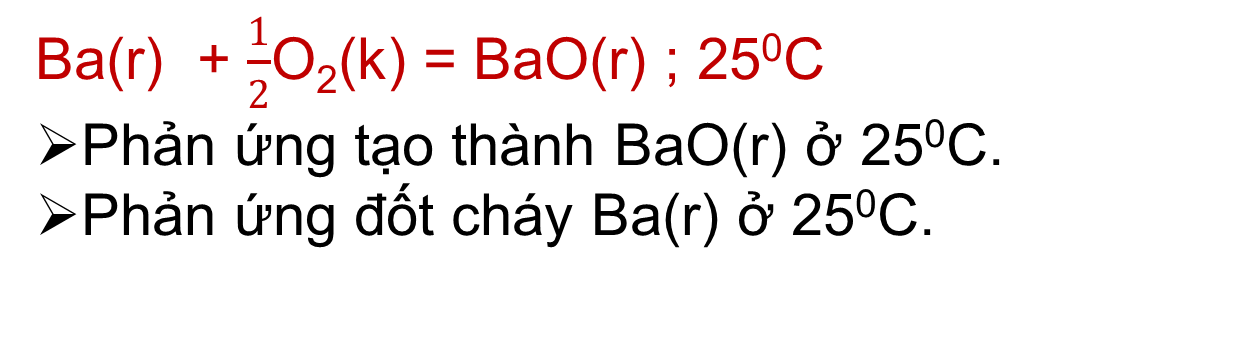 Ba(r) + ½O₂(k) = BaO(r) ; 25⁰C
➢Phản ứng tạo thành BaO(r) ở 25⁰C.
➢Phản ứng đốt cháy Ba(r) ở 25⁰C.